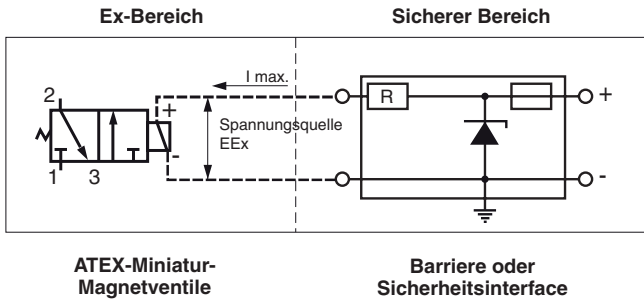 Ex-Bereich
Sicherer Bereich
I max.
2
+
R
+
Spannungsquelle
EEx
-
1
3
-
ATEX-Miniatur-
Magnetventile
Barriere oder
Sicherheitsinterface